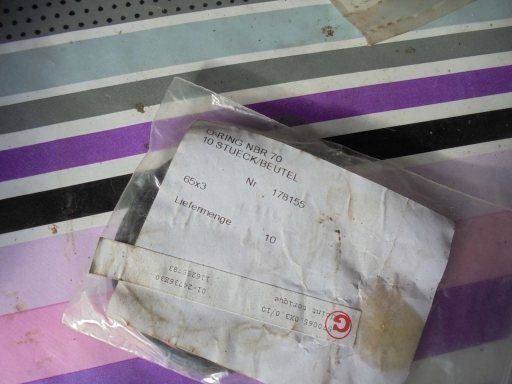 O-RING NBR 70
10 STUECK/BEUTEL
65x3 Nr 178155
Liefermenge
10
G